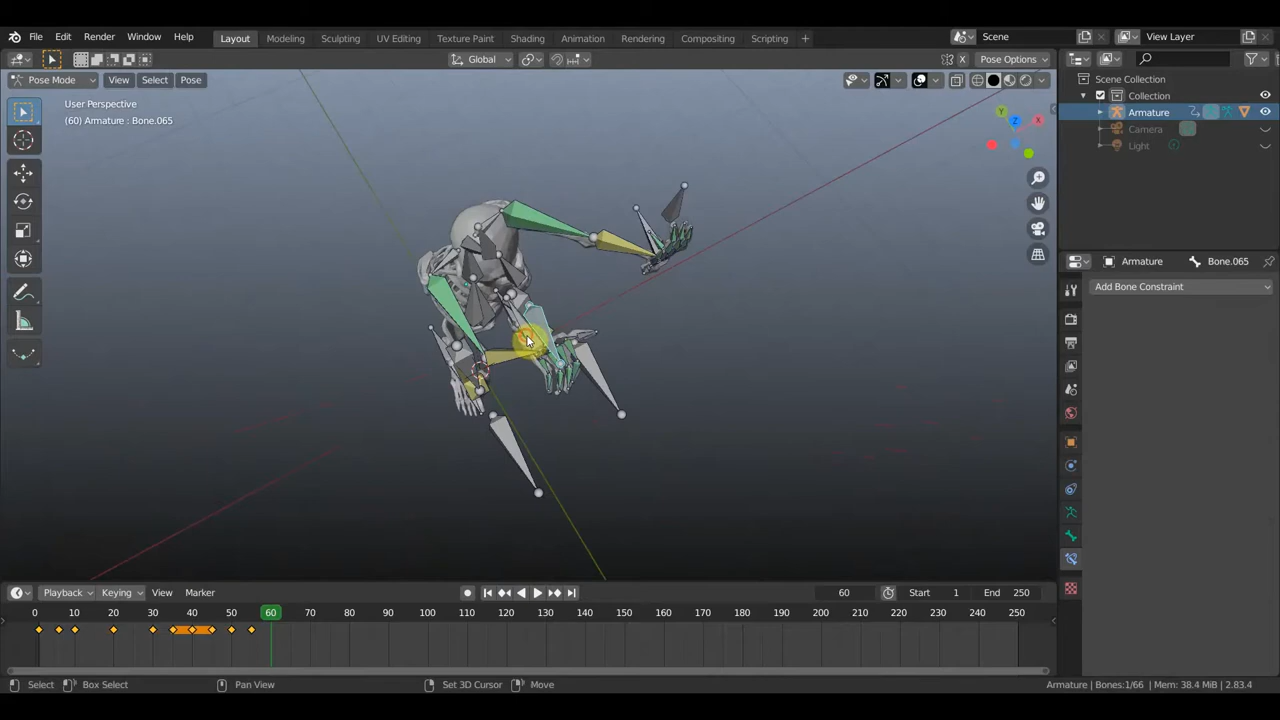 File Edit Render Window Help Layout Modeling Sculpting UV Editing Texture Paint Shading Animation Rendering Compositing Scripting + Scene View Layer
Global Pose Options
Pose Mode View Select Pose
User Perspective
(60) Armature : Bone.065
Y X Z
Scene Collection
Collection
Armature
Camera
Light
Armature Bone.065
Add Bone Constraint
Playback Keying View Marker 60 Start 1 End 250
0 10 20 30 40 50 60 70 80 90 100 110 120 130 140 150 160 170 180 190 200 210 220 230 240 250
Select Box Select Pan View Set 3D Cursor Move Armature | Bones:1/66 | Mem: 38.4 MiB | 2.83.4